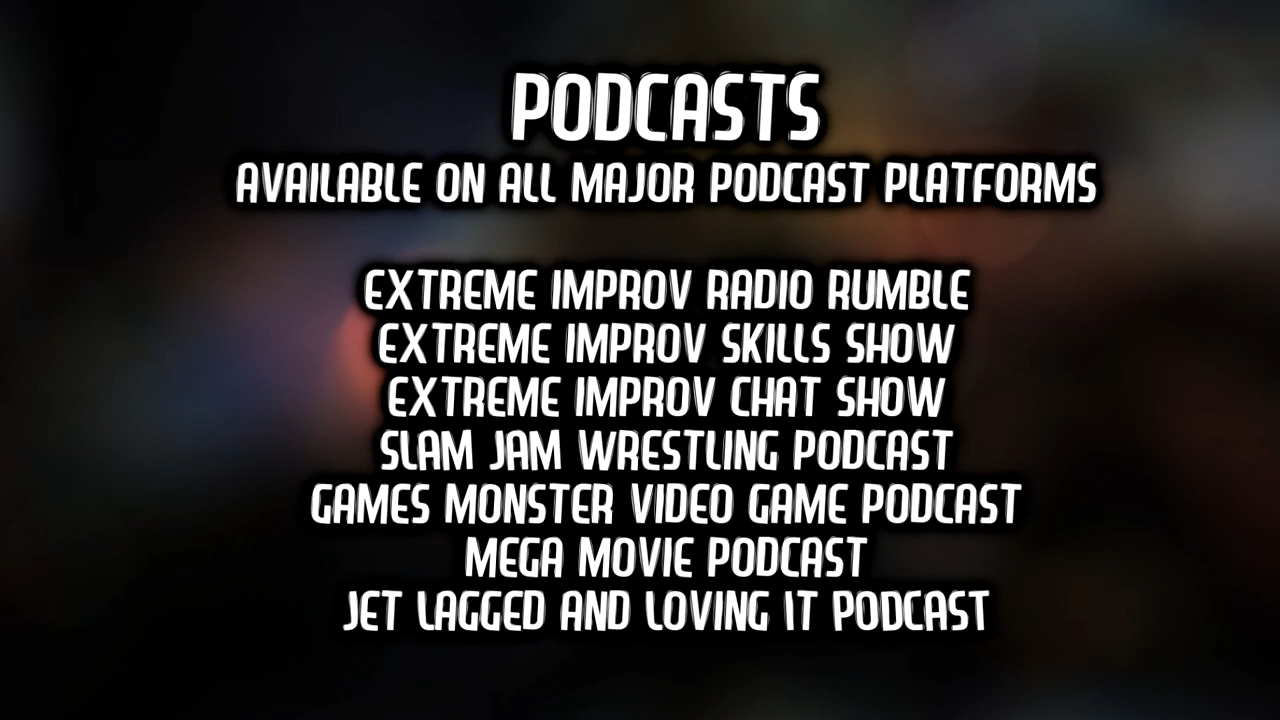 PODCASTS
AVAILABLE ON ALL MAJOR PODCAST PLATFORMS
EXTREME IMPROV RADIO RUMBLE
EXTREME IMPROV SKILLS SHOW
EXTREME IMPROV CHAT SHOW
SLAM JAM WRESTLING PODCAST
GAMES MONSTER VIDEO GAME PODCAST
MEGA MOVIE PODCAST
JET LAGGED AND LOVING IT PODCAST